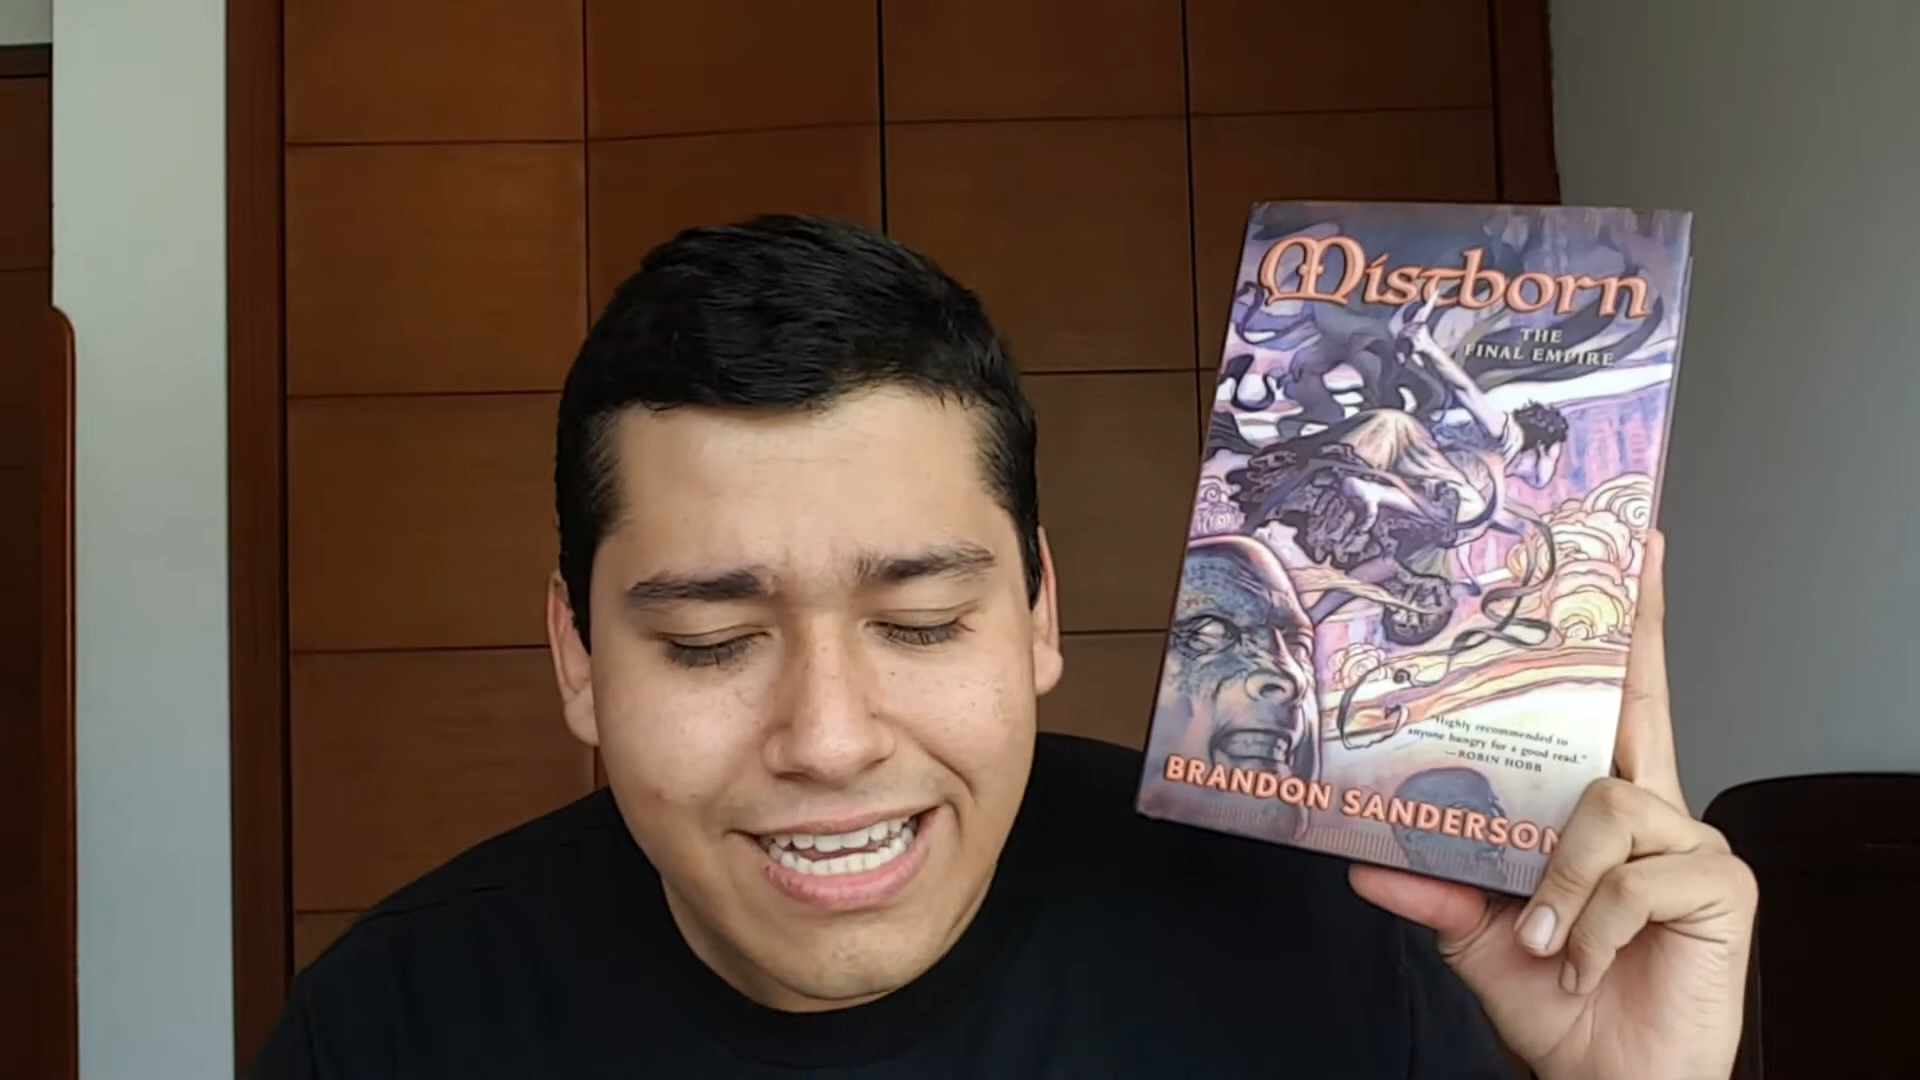 Mistborn
THE
FINAL EMPIRE
"Highly recommended to
anyone hungry for a good read."
—ROBIN HOBB
BRANDON SANDERSON